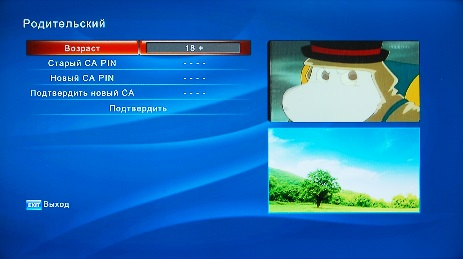 Родительский
Возраст 18 +
Старый CA PIN - - - -
Новый CA PIN - - - -
Подтвердить новый CA - - - -
Подтвердить
EXIT Выход